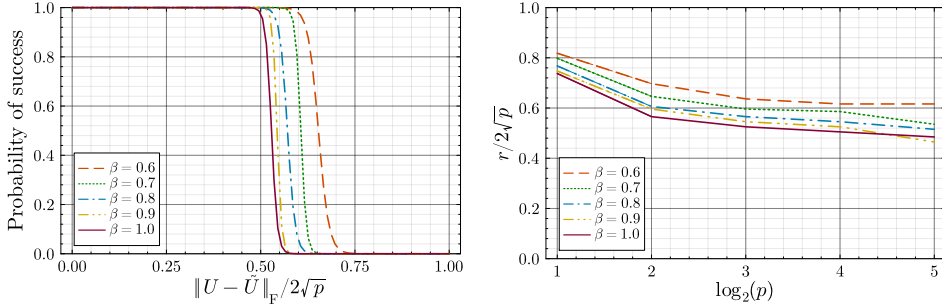 Probability of success
1.0
0.8
0.6
0.4
0.2
0.0
β = 0.6
β = 0.7
β = 0.8
β = 0.9
β = 1.0
0.00 0.25 0.50 0.75 1.00
‖U − Ũ‖_F/2√p
r/2√p
1.0
0.8
0.6
0.4
0.2
0.0
β = 0.6
β = 0.7
β = 0.8
β = 0.9
β = 1.0
1 2 3 4 5
log₂(p)